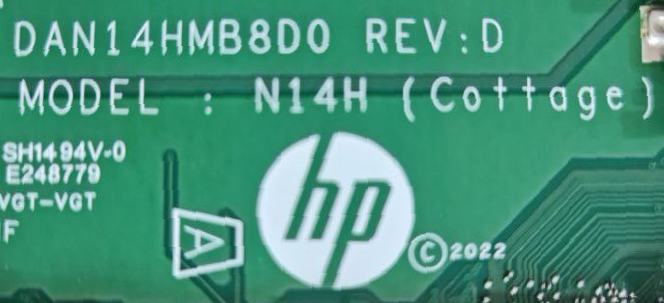 DAN14HMB8D0 REV:D
MODEL : N14H (Cottage)
SH1494V-0
E248779
VGT-VGT
F
A
hp
©2022